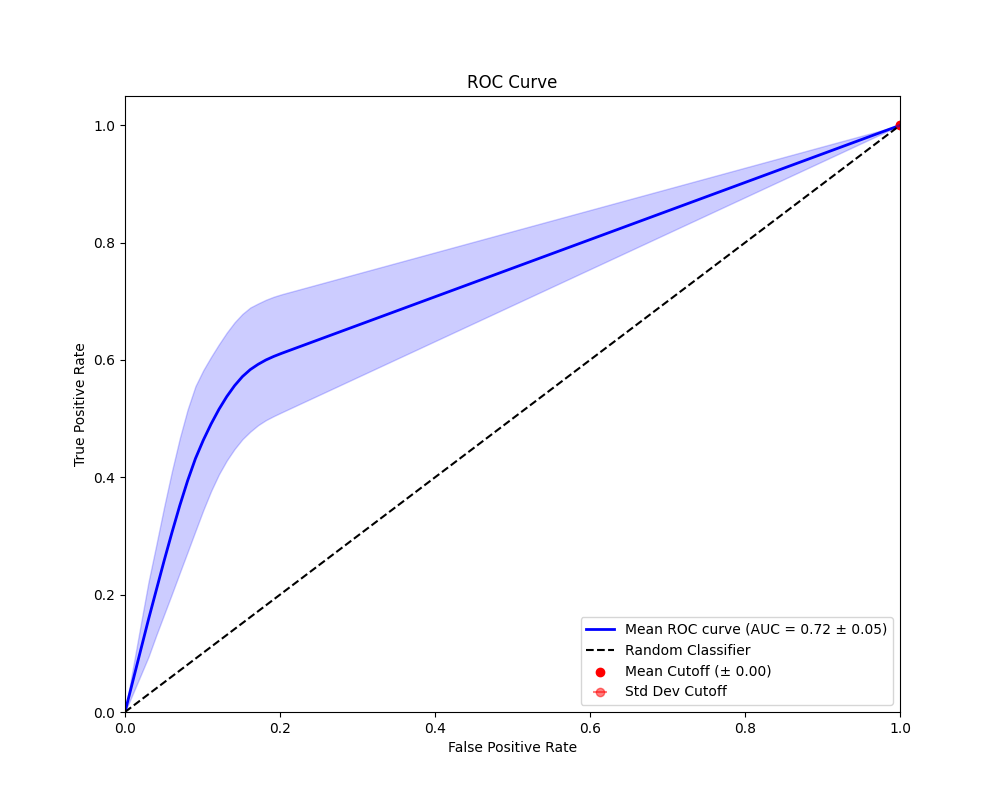 ROC Curve
True Positive Rate
1.0
0.8
0.6
0.4
0.2
0.0
0.0 0.2 0.4 0.6 0.8 1.0
False Positive Rate
Mean ROC curve (AUC = 0.72 ± 0.05)
Random Classifier
Mean Cutoff (± 0.00)
Std Dev Cutoff